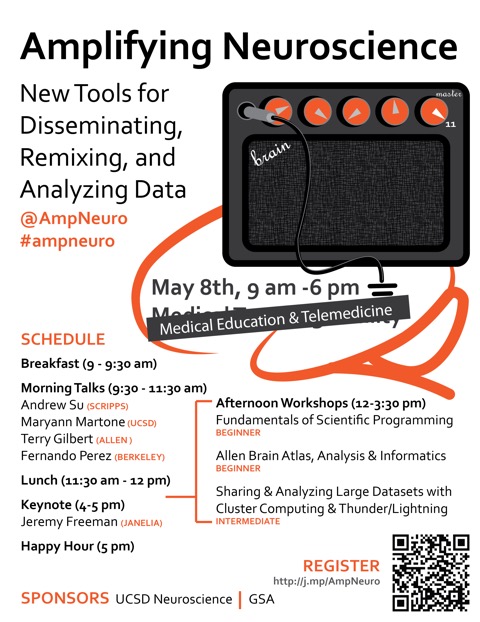 Amplifying Neuroscience
New Tools for
Disseminating,
Remixing, and
Analyzing Data
@AmpNeuro
#ampneuro
master
11
brain
May 8th, 9 am -6 pm
Medical Education & Telemedicine
SCHEDULE
Breakfast (9 - 9:30 am)
Morning Talks (9:30 - 11:30 am)
Andrew Su (SCRIPPS)
Maryann Martone (UCSD)
Terry Gilbert (ALLEN )
Fernando Perez (BERKELEY)
Lunch (11:30 am - 12 pm)
Keynote (4-5 pm)
Jeremy Freeman (JANELIA)
Happy Hour (5 pm)
Afternoon Workshops (12-3:30 pm)
Fundamentals of Scientific Programming
BEGINNER
Allen Brain Atlas, Analysis & Informatics
BEGINNER
Sharing & Analyzing Large Datasets with
Cluster Computing & Thunder/Lightning
INTERMEDIATE
REGISTER
http://j.mp/AmpNeuro
SPONSORS UCSD Neuroscience | GSA